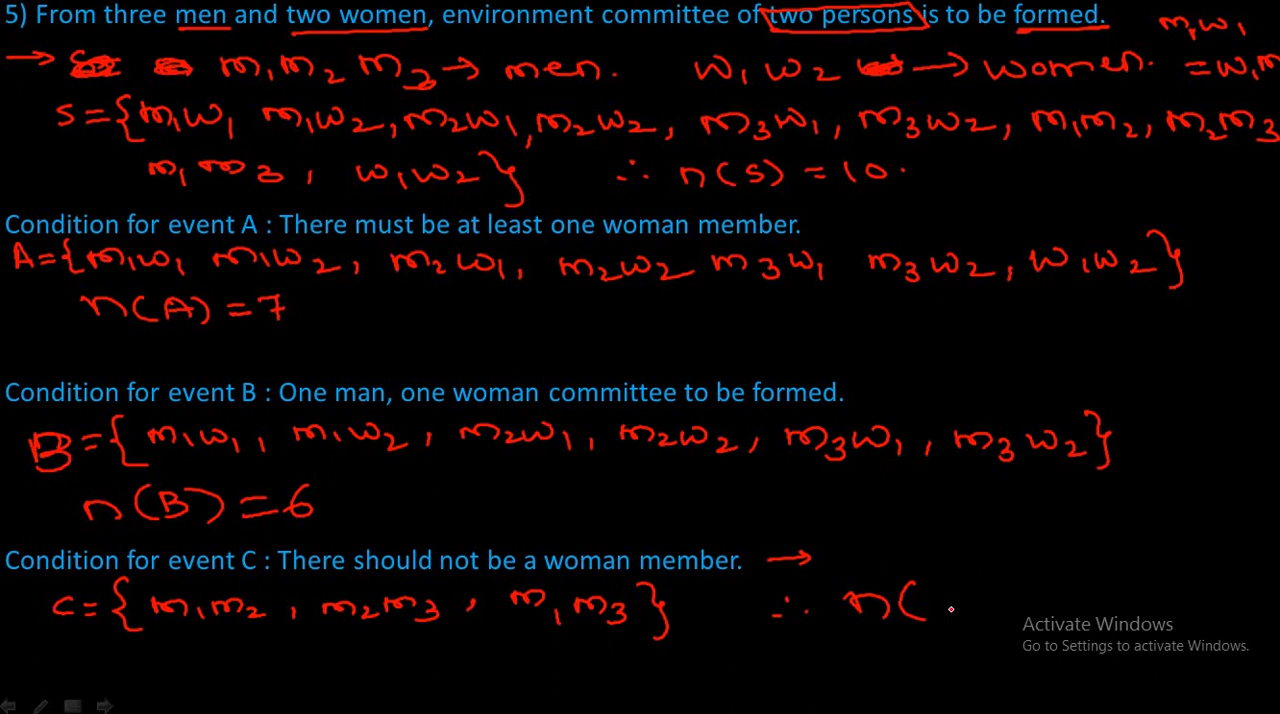 5) From three men and two women, environment committee of two persons is to be formed.
m1w1
→ m1 m2 m3 → men. w1 w2 → women. = w1m
S = {m1w1 m1w2, m2w1, m2w2, m3w1, m3w2, m1m2, m2m3
m1m3, w1w2} ∴ n(S) = 10.
Condition for event A : There must be at least one woman member.
A = {m1w1 m1w2, m2w1, m2w2 m3w1 m3w2, w1w2}
n(A) = 7
Condition for event B : One man, one woman committee to be formed.
B = {m1w1, m1w2, m2w1, m2w2, m3w1, m3w2}
n(B) = 6
Condition for event C : There should not be a woman member. →
C = {m1m2, m2m3, m1m3} ∴ n(
Activate Windows
Go to Settings to activate Windows.